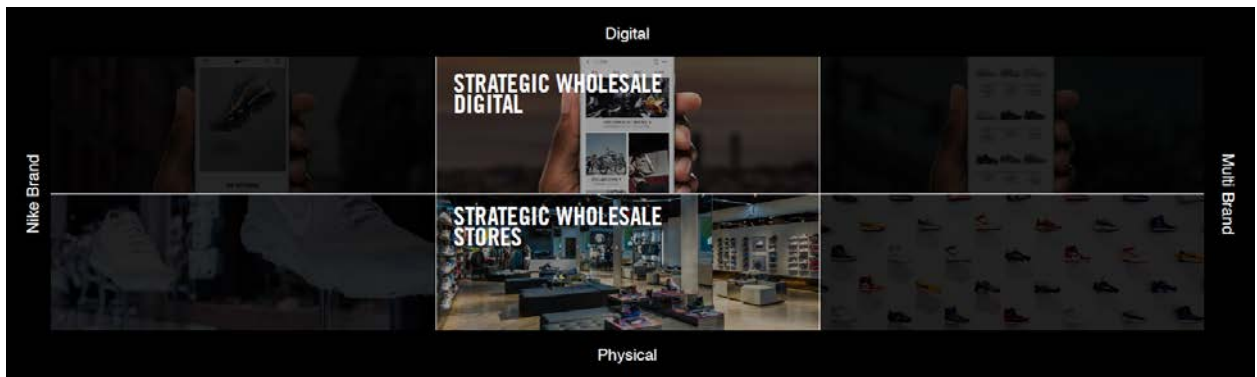 Digital
STRATEGIC WHOLESALE
DIGITAL
Nike Brand
Multi Brand
STRATEGIC WHOLESALE
STORES
Physical